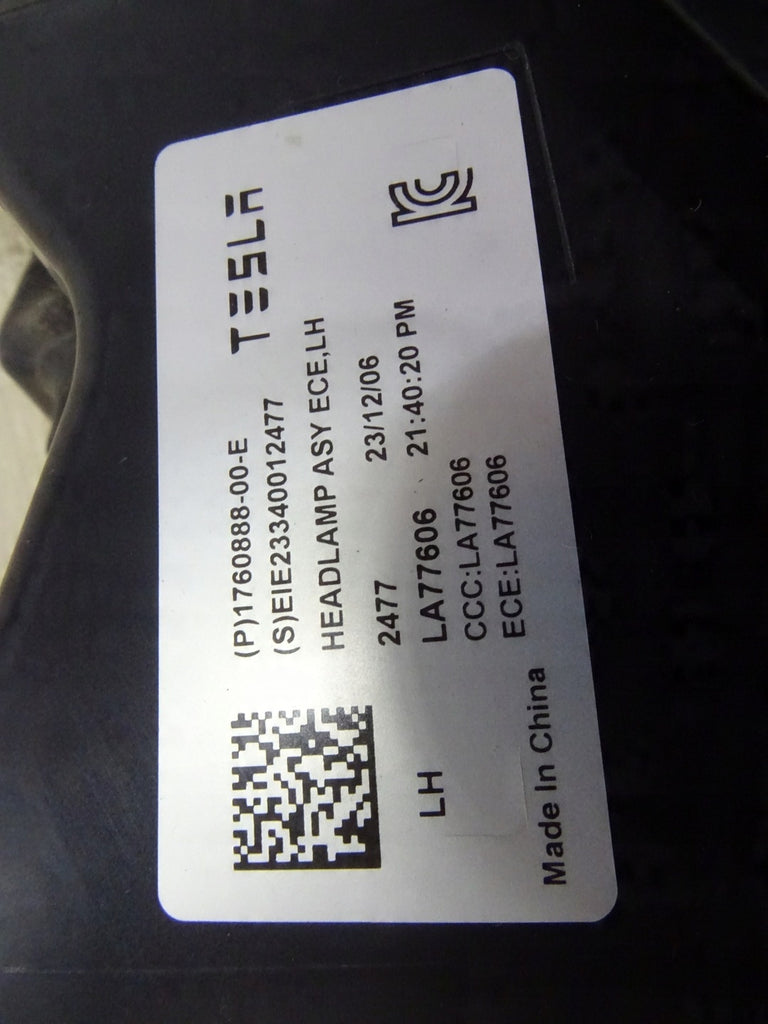 (P)1760888-00-E TESLA
(S)EIE23340012477
HEADLAMP ASY ECE,LH
2477 23/12/06
LA77606 21:40:20 PM
CCC:LA77606
ECE:LA77606
LH
Made In China